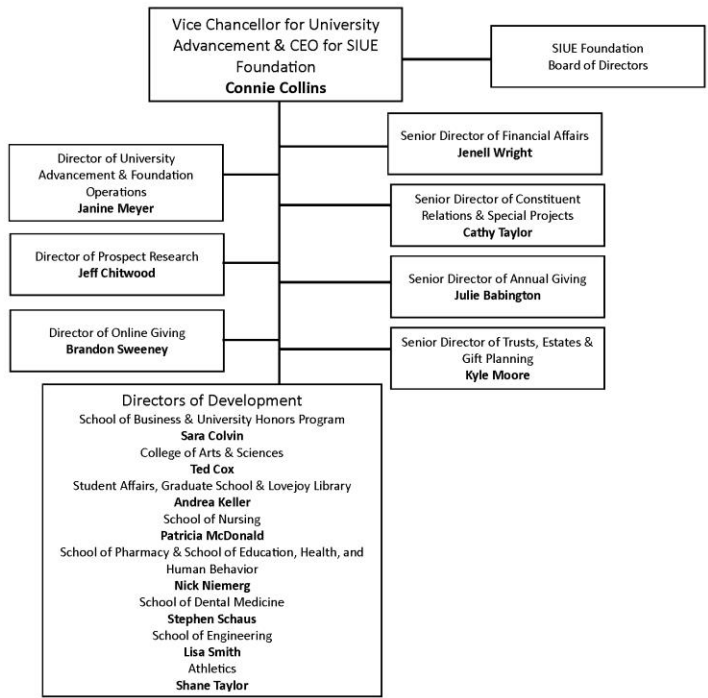 Vice Chancellor for University
Advancement & CEO for SIUE
Foundation
Connie Collins
SIUE Foundation
Board of Directors
Senior Director of Financial Affairs
Jenell Wright
Director of University
Advancement & Foundation
Operations
Janine Meyer
Senior Director of Constituent
Relations & Special Projects
Cathy Taylor
Director of Prospect Research
Jeff Chitwood
Senior Director of Annual Giving
Julie Babington
Director of Online Giving
Brandon Sweeney
Senior Director of Trusts, Estates &
Gift Planning
Kyle Moore
Directors of Development
School of Business & University Honors Program
Sara Colvin
College of Arts & Sciences
Ted Cox
Student Affairs, Graduate School & Lovejoy Library
Andrea Keller
School of Nursing
Patricia McDonald
School of Pharmacy & School of Education, Health, and
Human Behavior
Nick Niemerg
School of Dental Medicine
Stephen Schaus
School of Engineering
Lisa Smith
Athletics
Shane Taylor